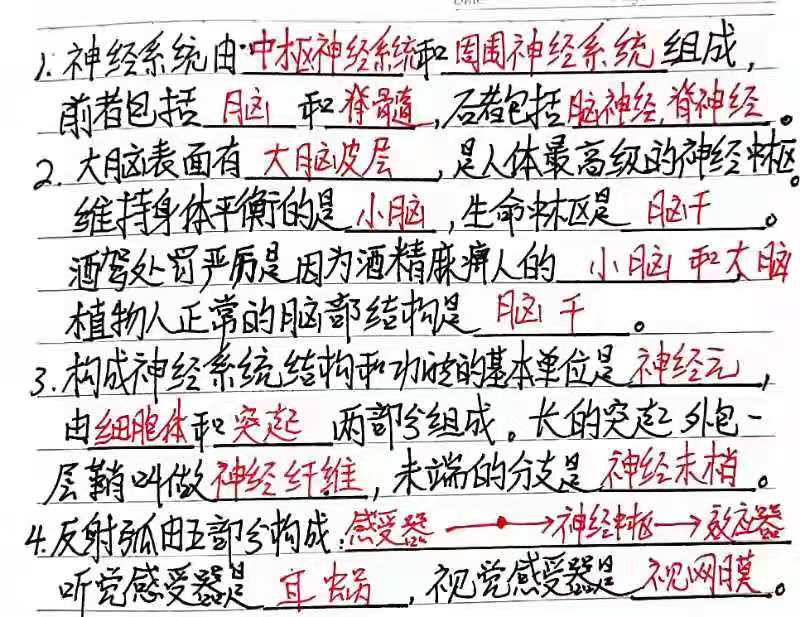 1. 神经系统由中枢神经系统和周围神经系统组成,
前者包括 脑 和脊髓,后者包括脑神经,脊神经。
2. 大脑表面有 大脑皮层,是人体最高级的神经中枢。
维持身体平衡的是 小脑,生命中枢是 脑干。
酒驾处罚严厉是因为酒精麻痹人的 小脑 和大脑
植物人正常的脑部结构是 脑干。
3. 构成神经系统结构和功能的基本单位是 神经元,
由细胞体和突起 两部分组成。长的突起外包一
层鞘叫做神经纤维,末端的分支是 神经末梢。
4. 反射弧由五部分构成:感受器→神经中枢→效应器
听觉感受器是 耳蜗,视觉感受器是 视网膜。